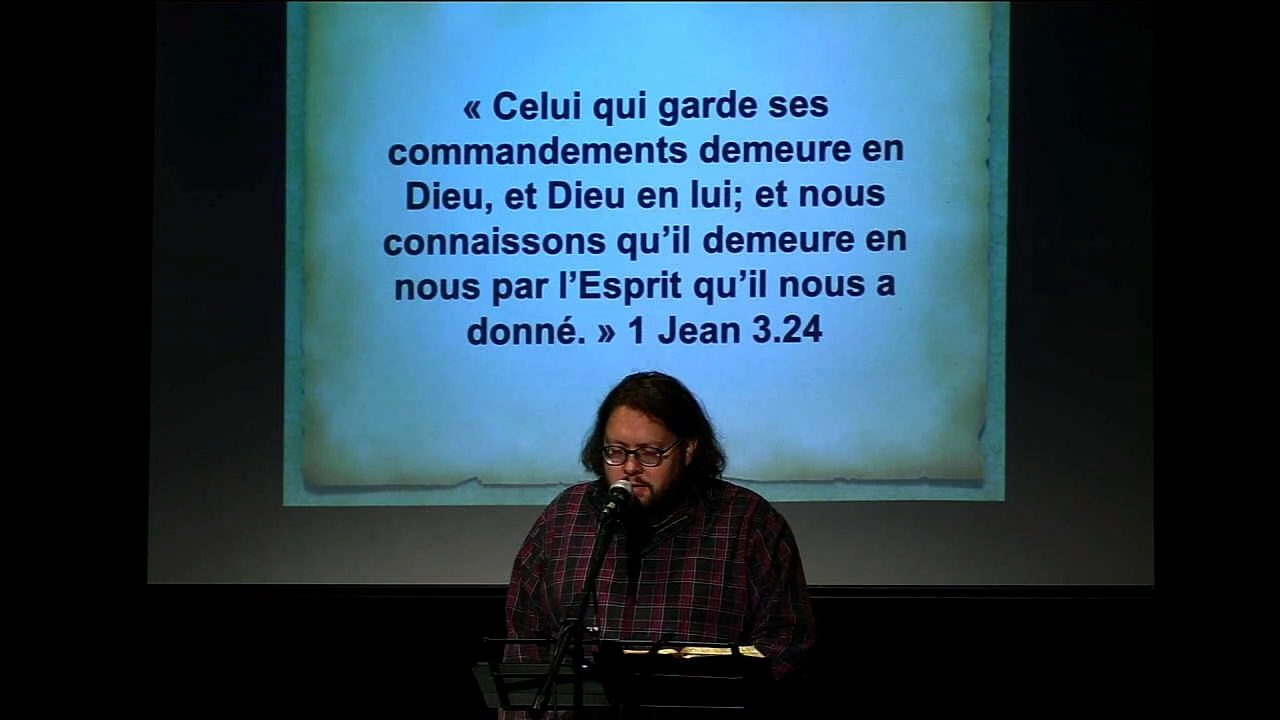 « Celui qui garde ses
commandements demeure en
Dieu, et Dieu en lui; et nous
connaissons qu’il demeure en
nous par l’Esprit qu’il nous a
donné. » 1 Jean 3.24